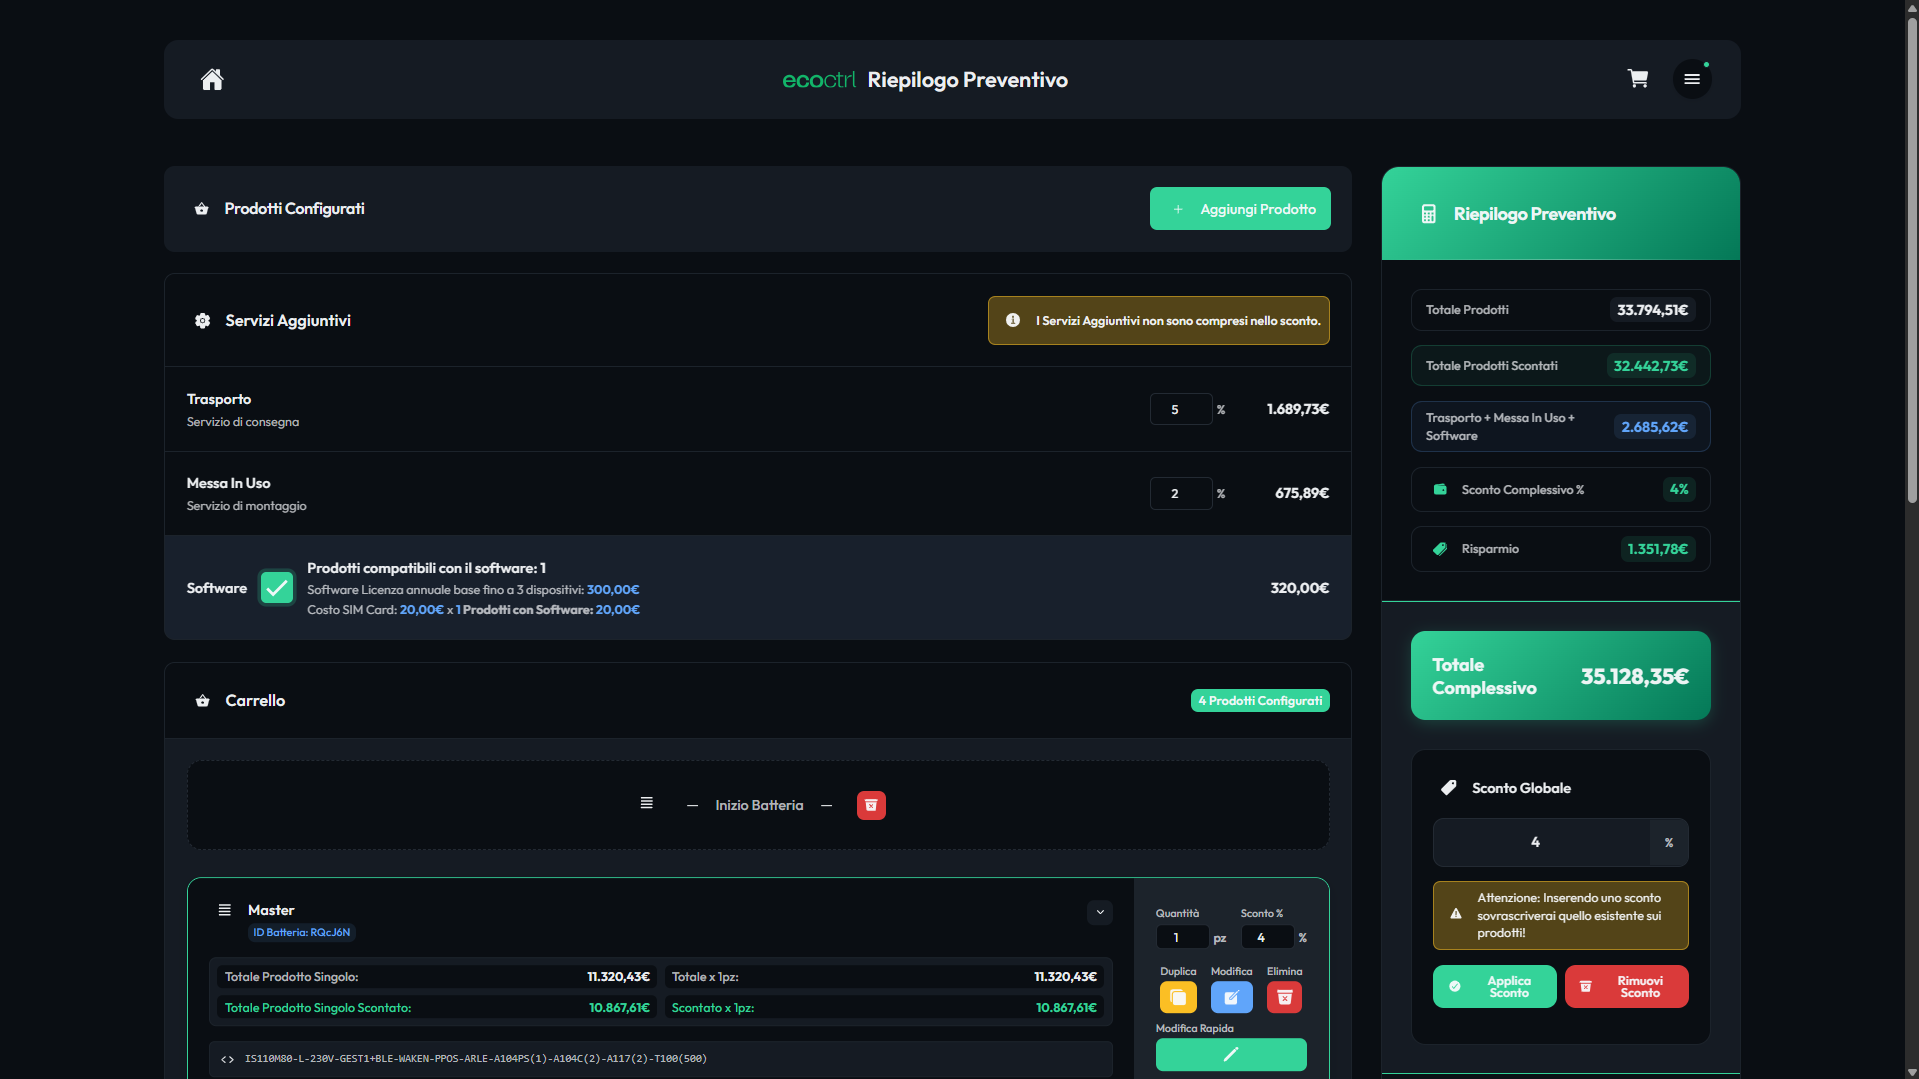 ecoctrl Riepilogo Preventivo
Prodotti Configurati
+ Aggiungi Prodotto
Servizi Aggiuntivi
I Servizi Aggiuntivi non sono compresi nello sconto.
Trasporto
Servizio di consegna
5 %
1.689,73€
Messa In Uso
Servizio di montaggio
2 %
675,89€
Software
Prodotti compatibili con il software: 1
Software Licenza annuale base fino a 3 dispositivi: 300,00€
Costo SIM Card: 20,00€ x 1 Prodotti con Software: 20,00€
320,00€
Carrello
4 Prodotti Configurati
— Inizio Batteria —
Master
ID Batteria: RQcJ6N
Totale Prodotto Singolo: 11.320,43€
Totale x 1pz: 11.320,43€
Totale Prodotto Singolo Scontato: 10.867,61€
Scontato x 1pz: 10.867,61€
<> IS110M80-L-230V-GEST1+BLE-WAKEN-PPOS-ARLE-A104PS(1)-A104C(2)-A117(2)-T100(500)
Quantità
Sconto %
1 pz
4 %
Duplica
Modifica
Elimina
Modifica Rapida
Riepilogo Preventivo
Totale Prodotti 33.794,51€
Totale Prodotti Scontati 32.442,73€
Trasporto + Messa In Uso +
Software
2.685,62€
Sconto Complessivo % 4%
Risparmio 1.351,78€
Totale
Complessivo
35.128,35€
Sconto Globale
4 %
Attenzione: Inserendo uno sconto
sovrascriverai quello esistente sui
prodotti!
Applica
Sconto
Rimuovi
Sconto